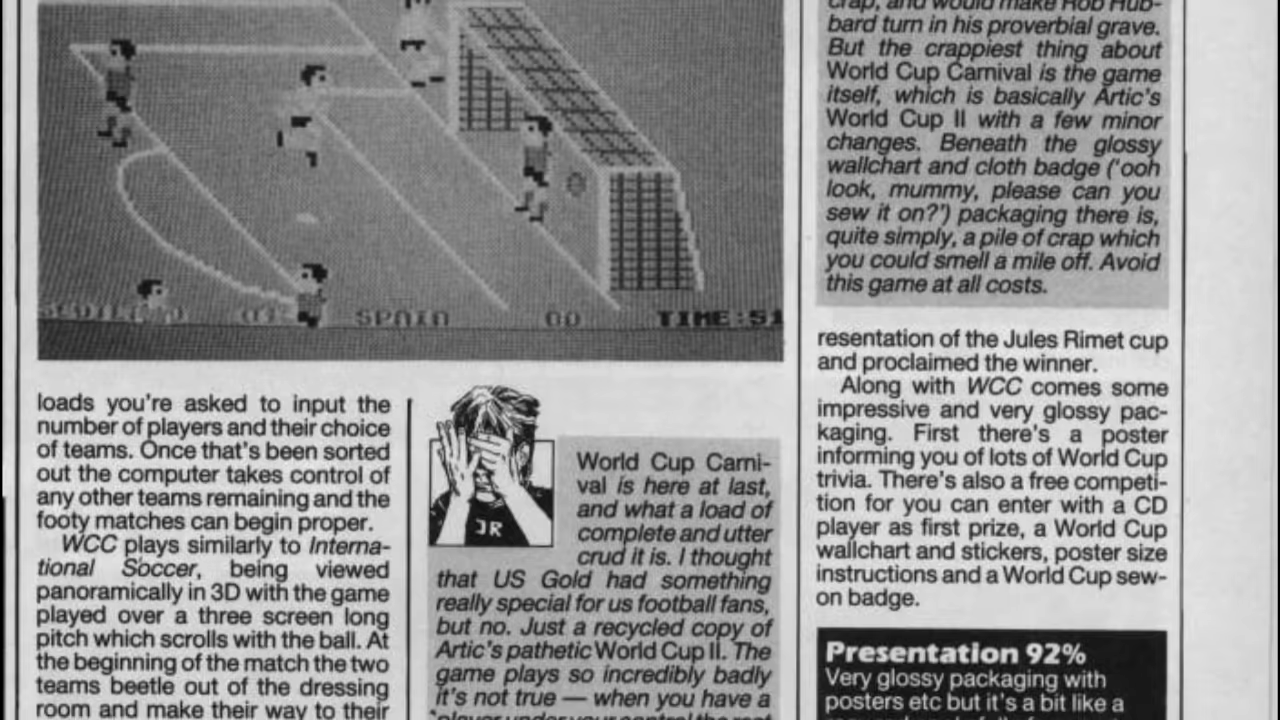 SPAIN 00 TIME:51
loads you're asked to input the
number of players and their choice
of teams. Once that's been sorted
out the computer takes control of
any other teams remaining and the
footy matches can begin proper.
WCC plays similarly to Interna-
tional Soccer, being viewed
panoramically in 3D with the game
played over a three screen long
pitch which scrolls with the ball. At
the beginning of the match the two
teams beetle out of the dressing
room and make their way to their
JR
World Cup Carni-
val is here at last,
and what a load of
complete and utter
crud it is. I thought
that US Gold had something
really special for us football fans,
but no. Just a recycled copy of
Artic's pathetic World Cup II. The
game plays so incredibly badly
it's not true — when you have a
player under your control the rest
crap, and would make Rob Hub-
bard turn in his proverbial grave.
But the crappiest thing about
World Cup Carnival is the game
itself, which is basically Artic's
World Cup II with a few minor
changes. Beneath the glossy
wallchart and cloth badge ('ooh
look, mummy, please can you
sew it on?') packaging there is,
quite simply, a pile of crap which
you could smell a mile off. Avoid
this game at all costs.
resentation of the Jules Rimet cup
and proclaimed the winner.
Along with WCC comes some
impressive and very glossy pac-
kaging. First there's a poster
informing you of lots of World Cup
trivia. There's also a free competi-
tion for you can enter with a CD
player as first prize, a World Cup
wallchart and stickers, poster size
instructions and a World Cup sew-
on badge.
Presentation 92%
Very glossy packaging with
posters etc but it's a bit like a